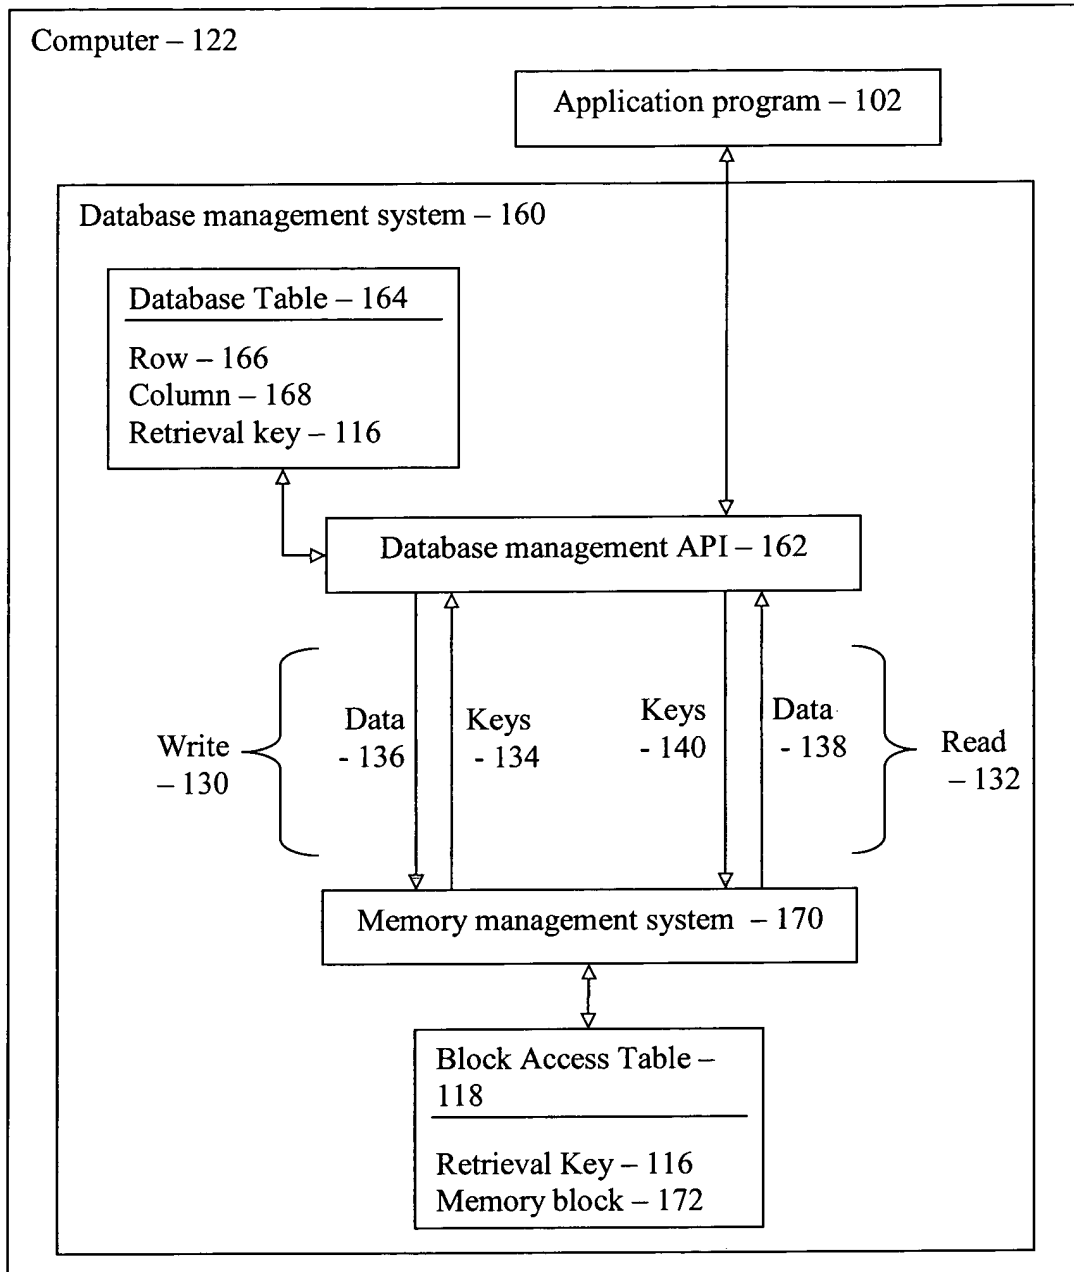 Computer – 122
Application program – 102
Database management system – 160
Database Table – 164
Row – 166
Column – 168
Retrieval key – 116
Database management API – 162
Write
– 130
Data
- 136
Keys
- 134
Keys
- 140
Data
- 138
Read
– 132
Memory management system – 170
Block Access Table –
118
Retrieval Key – 116
Memory block – 172